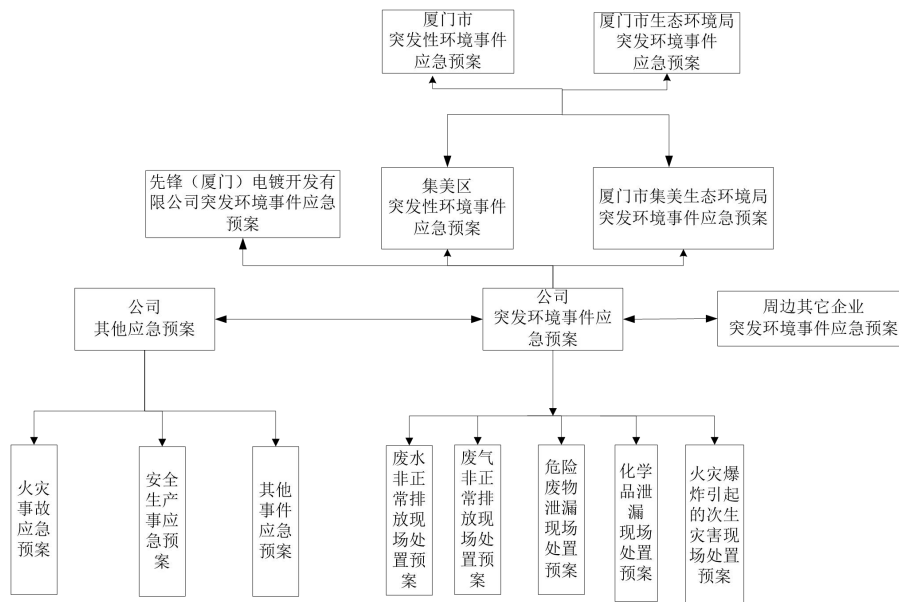 厦门市
突发性环境事件
应急预案
厦门市生态环境局
突发环境事件
应急预案
先锋（厦门）电镀开发有
限公司突发环境事件应急
预案
集美区
突发性环境事件
应急预案
厦门市集美生态环境局
突发环境事件应急预案
公司
其他应急预案
公司
突发环境事件应
急预案
周边其它企业
突发环境事件应急预案
火灾
事故
应急
预案
安全
生产
事应
急预
案
其他
事件
应急
预案
废水
非正
常排
放现
场处
置预
案
废气
非正
常排
放现
场处
置预
案
危险
废物
泄漏
现场
处置
预案
化学
品泄
漏
现场
处置
预案
火灾爆
炸引起
的次生
灾害现
场处置
预案